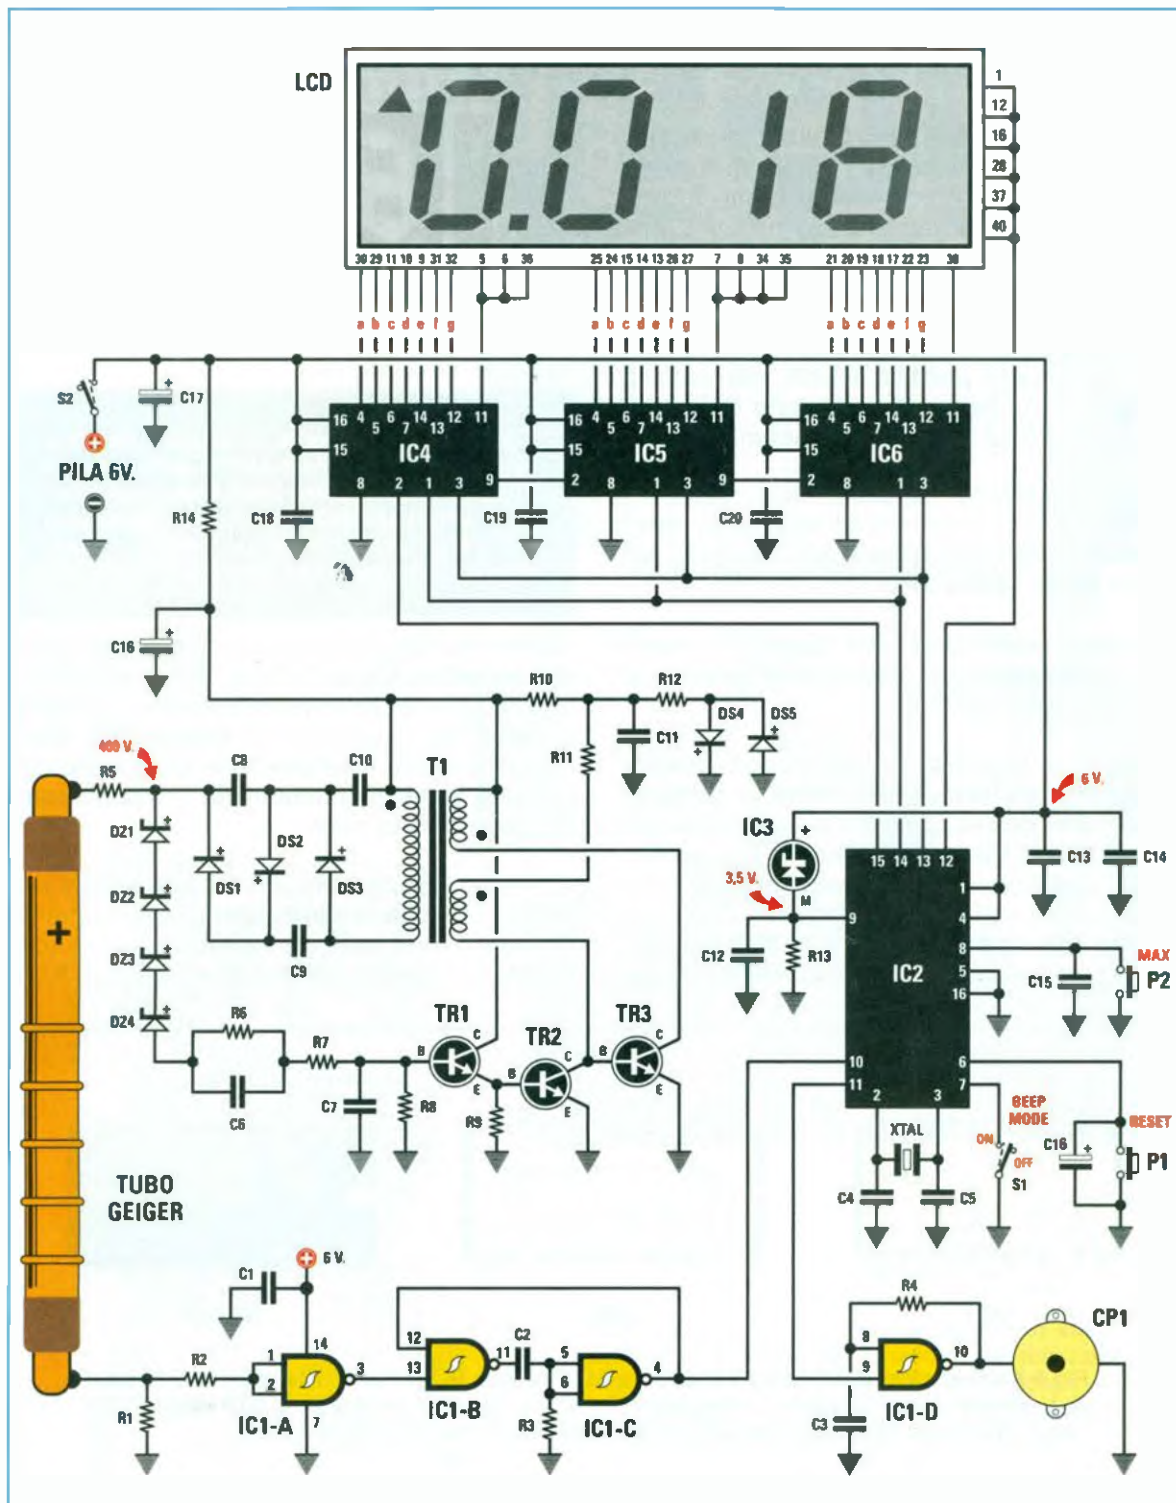 LCD
0.0 18
1
12
16
28
37
40
30 29 11 10 9 31 32 5 6 36 25 24 15 14 13 26 27 7 8 34 35 21 20 19 18 17 22 23 38
a b c d e f g a b c d e f g a b c d e f g
S2
C17
PILA 6V.
R14
16 4 5 6 7 14 13 12 11
15 IC4
8 2 1 3 9
C18
16 4 5 6 7 14 13 12 11
15 IC5
2 8 1 3 9
C19
16 4 5 6 7 14 13 12 11
15 IC6
2 8 1 3
C20
C16
R10
R12
DS4
DS5
C11
R11
400 V.
R5
C8
C10
T1
DZ1
DS1
DS2
DS3
DZ2
DZ3
DZ4
C9
R6
C6
R7
C7
R8
TR1
B C E
R9
TR2
B C E
TR3
B C E
6 V.
IC3
+
M
3,5 V.
C12
R13
15 14 13 12
1
4
9
8
5
16
IC2
10
11
6
7
2 3
C13
C14
C15
MAX
P2
BEEP
MODE
ON
OFF
S1
RESET
C16
P1
XTAL
C4
C5
+
TUBO
GEIGER
C1
6 V.
R1
R2
1
2
14
3
7
IC1-A
12
13
11
IC1-B
C2
R3
5
6
4
IC1-C
R4
8
9
10
IC1-D
C3
CP1